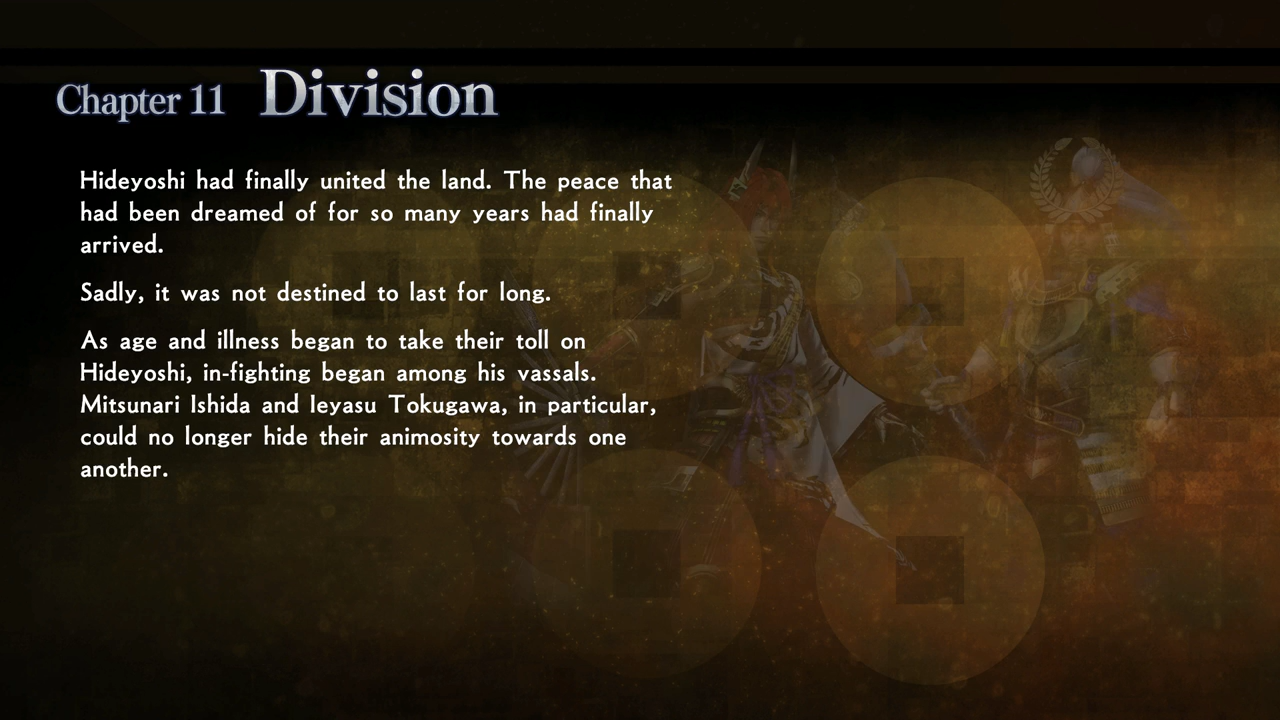 Chapter 11 Division
Hideyoshi had finally united the land. The peace that
had been dreamed of for so many years had finally
arrived.
Sadly, it was not destined to last for long.
As age and illness began to take their toll on
Hideyoshi, in-fighting began among his vassals.
Mitsunari Ishida and Ieyasu Tokugawa, in particular,
could no longer hide their animosity towards one
another.